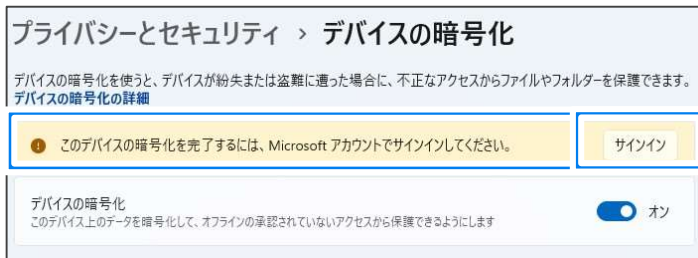 プライバシーとセキュリティ › デバイスの暗号化
デバイスの暗号化を使うと、デバイスが紛失または盗難に遭った場合に、不正なアクセスからファイルやフォルダーを保護できます。
デバイスの暗号化の詳細
このデバイスの暗号化を完了するには、Microsoft アカウントでサインインしてください。 サインイン
デバイスの暗号化
このデバイス上のデータを暗号化して、オフラインの承認されていないアクセスから保護できるようにします オン